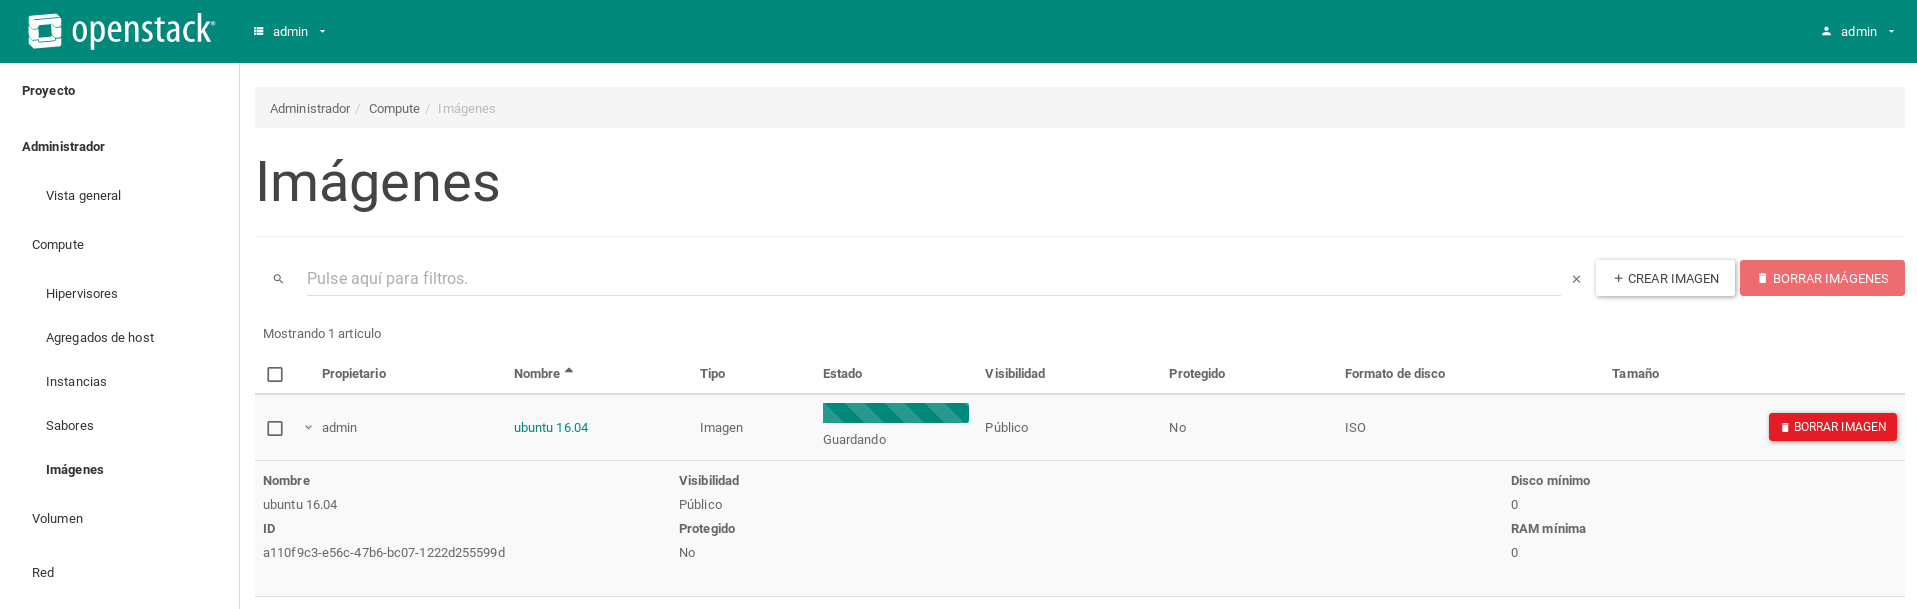 openstack®
admin
admin
Proyecto
Administrador
Vista general
Compute
Hipervisores
Agregados de host
Instancias
Sabores
Imágenes
Volumen
Red
Administrador / Compute / Imágenes
Imágenes
Pulse aquí para filtros.
CREAR IMAGEN
BORRAR IMÁGENES
Mostrando 1 articulo
Propietario Nombre Tipo Estado Visibilidad Protegido Formato de disco Tamaño
admin ubuntu 16.04 Imagen Guardando Público No ISO BORRAR IMAGEN
Nombre Visibilidad Disco mínimo
ubuntu 16.04 Público 0
ID Protegido RAM mínima
a110f9c3-e56c-47b6-bc07-1222d255599d No 0